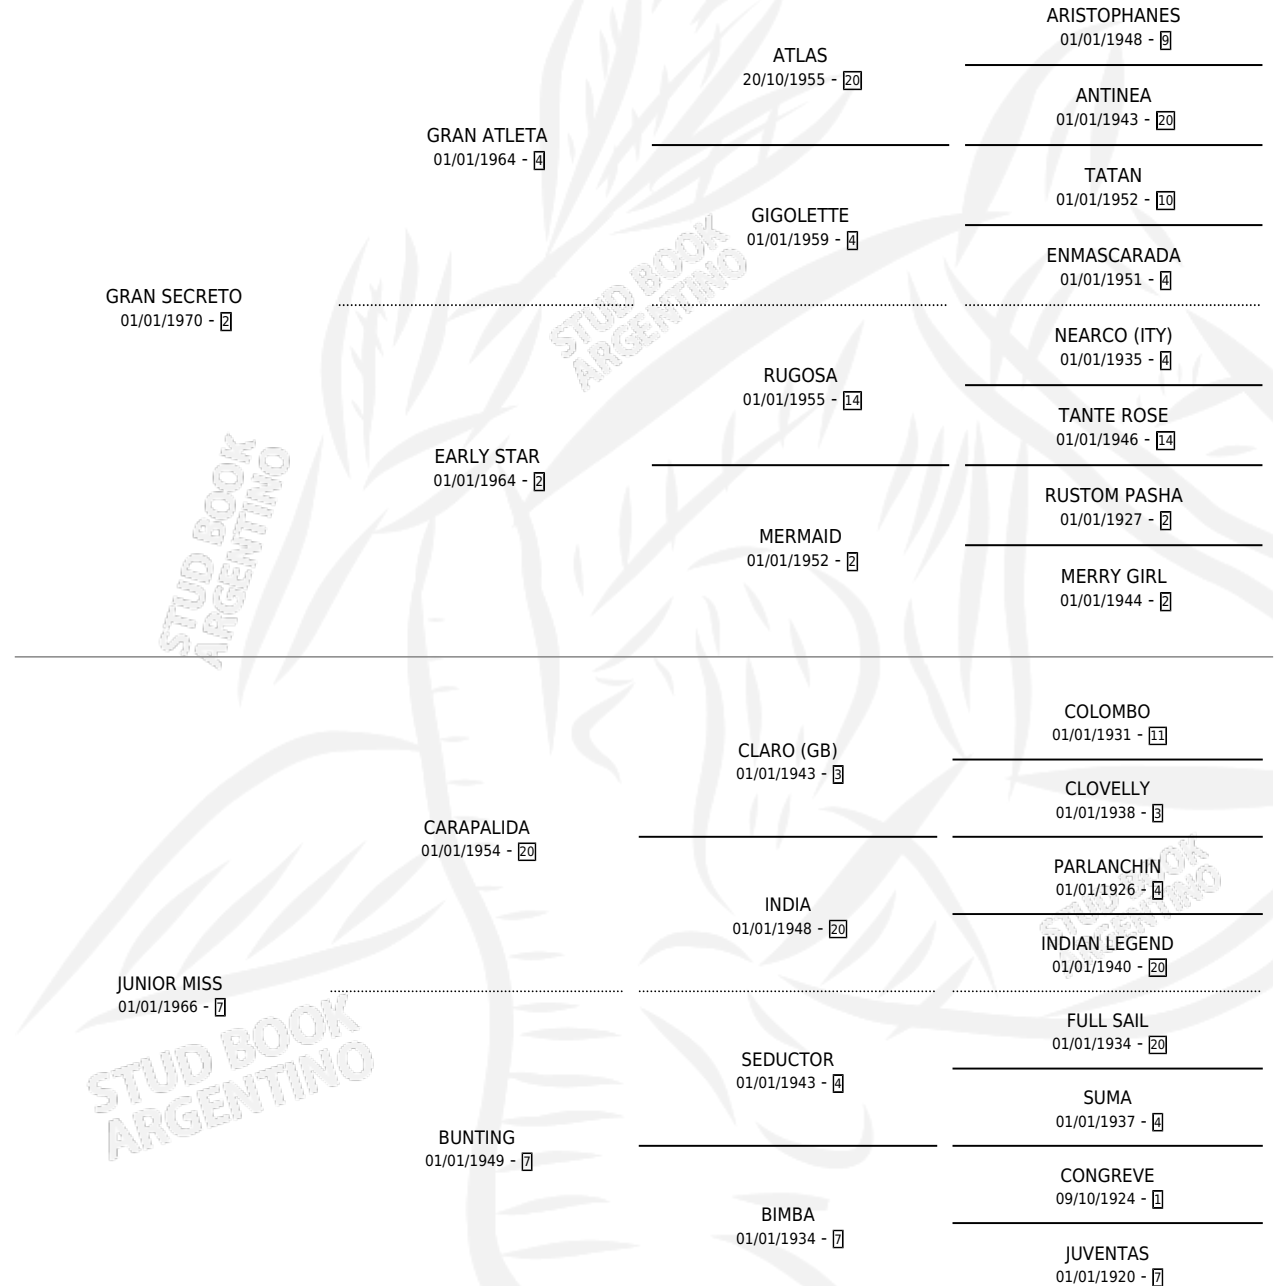 ARISTOPHANES
01/01/1948 - 9
ATLAS
20/10/1955 - 20
ANTINEA
01/01/1943 - 20
GRAN ATLETA
01/01/1964 - 4
TATAN
01/01/1952 - 10
GIGOLETTE
01/01/1959 - 4
ENMASCARADA
01/01/1951 - 4
GRAN SECRETO
01/01/1970 - 2
NEARCO (ITY)
01/01/1935 - 4
RUGOSA
01/01/1955 - 14
TANTE ROSE
01/01/1946 - 14
EARLY STAR
01/01/1964 - 2
RUSTOM PASHA
01/01/1927 - 2
MERMAID
01/01/1952 - 2
MERRY GIRL
01/01/1944 - 2
STUD BOOK
ARGENTINO
STUD BOOK
ARGENTINO
COLOMBO
01/01/1931 - 11
CLARO (GB)
01/01/1943 - 3
CLOVELLY
01/01/1938 - 3
CARAPALIDA
01/01/1954 - 20
PARLANCHIN
01/01/1926 - 4
INDIA
01/01/1948 - 20
INDIAN LEGEND
01/01/1940 - 20
STUD BOOK
ARGENTINO
JUNIOR MISS
01/01/1966 - 7
FULL SAIL
01/01/1934 - 20
SEDUCTOR
01/01/1943 - 4
SUMA
01/01/1937 - 4
STUD BOOK
ARGENTINO
BUNTING
01/01/1949 - 7
CONGREVE
09/10/1924 - 1
BIMBA
01/01/1934 - 7
JUVENTAS
01/01/1920 - 7